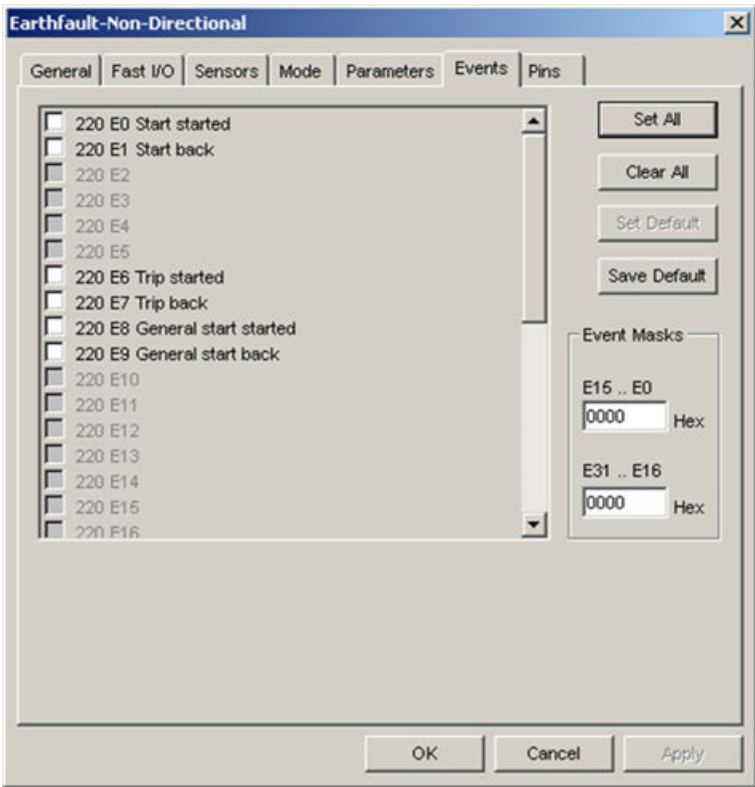 Earthfault-Non-Directional
General Fast I/O Sensors Mode Parameters Events Pins
220 E0 Start started
220 E1 Start back
220 E2
220 E3
220 E4
220 E5
220 E6 Trip started
220 E7 Trip back
220 E8 General start started
220 E9 General start back
220 E10
220 E11
220 E12
220 E13
220 E14
220 E15
220 E16
Set All
Clear All
Set Default
Save Default
Event Masks
E15 .. E0
0000 Hex
E31 .. E16
0000 Hex
OK Cancel Apply